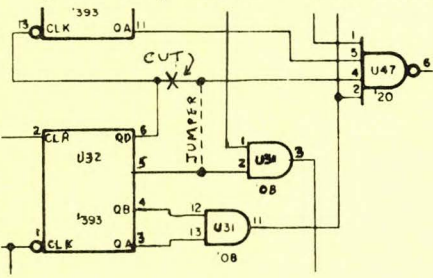 '393
13 CLK QA 11
CUT
1
5
4
2
U47
6
'20
2 CLR QD 6
JUMPER
U32
5
1
2
U31
3
'08
'393
QB 4
12
13
U31
11
'08
1 CLK QA 3